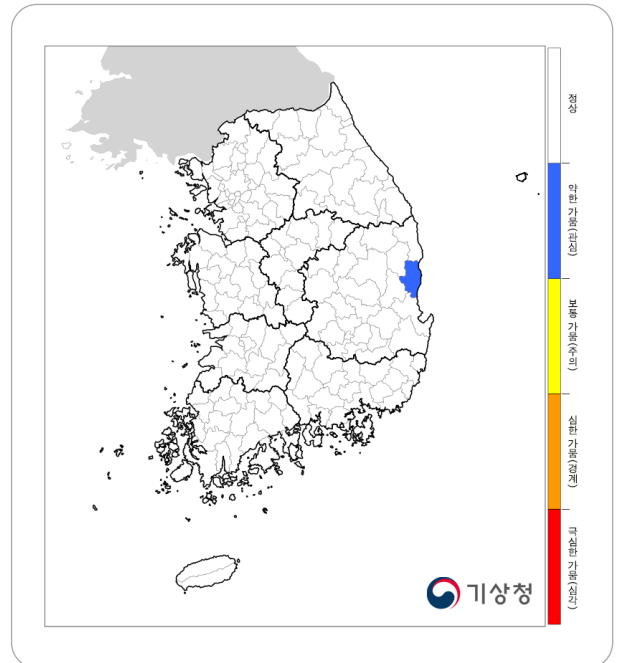 정상
약한 가뭄(관심)
보통 가뭄(주의)
심한 가뭄(경계)
극심한 가뭄(심각)
기상청